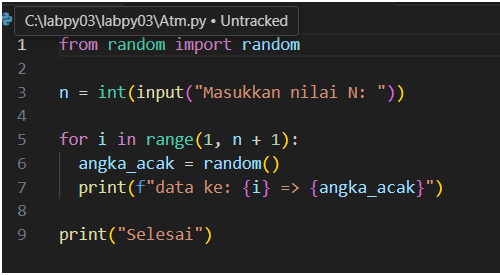 C:\labpy03\labpy03\Atm.py • Untracked
1 from random import random
2
3 n = int(input("Masukkan nilai N: "))
4
5 for i in range(1, n + 1):
6   angka_acak = random()
7   print(f"data ke: {i} => {angka_acak}")
8
9 print("Selesai")